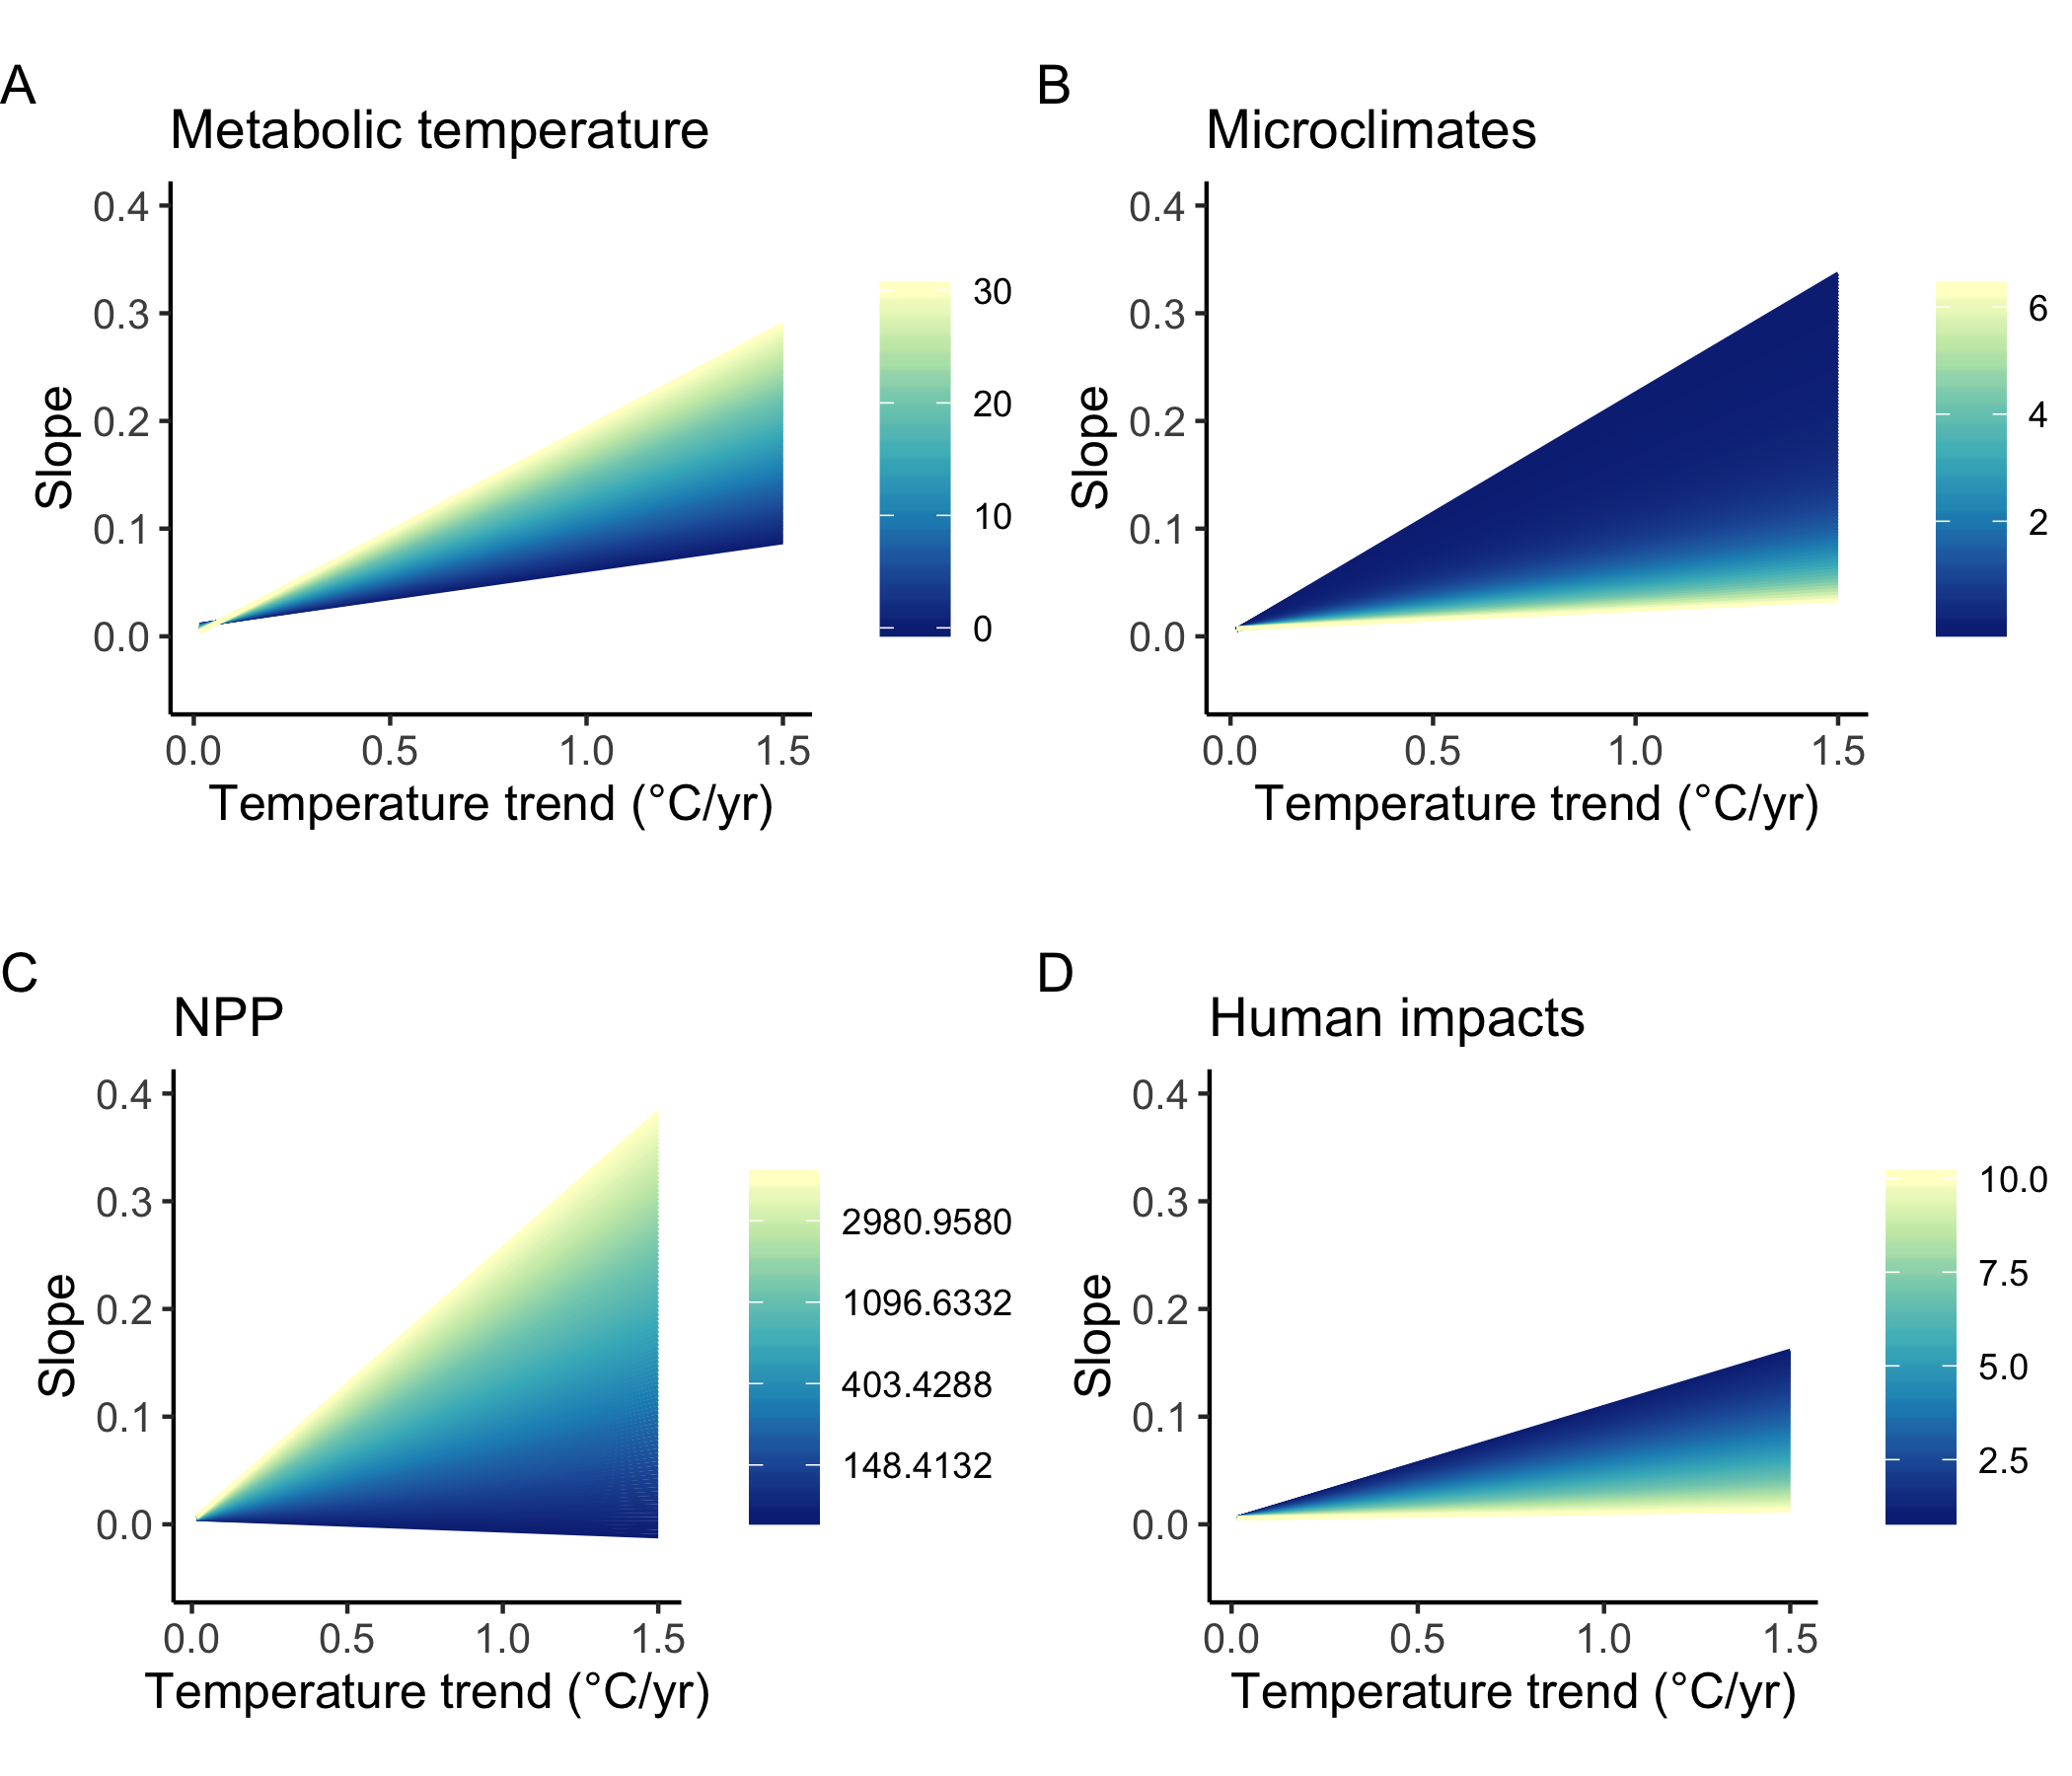 A
Metabolic temperature
0.4
0.3
0.2
0.1
0.0
Slope
0.0 0.5 1.0 1.5
Temperature trend (°C/yr)
30
20
10
0
B
Microclimates
0.4
0.3
0.2
0.1
0.0
Slope
0.0 0.5 1.0 1.5
Temperature trend (°C/yr)
6
4
2
C
NPP
0.4
0.3
0.2
0.1
0.0
Slope
0.0 0.5 1.0 1.5
Temperature trend (°C/yr)
2980.9580
1096.6332
403.4288
148.4132
D
Human impacts
0.4
0.3
0.2
0.1
0.0
Slope
0.0 0.5 1.0 1.5
Temperature trend (°C/yr)
10.0
7.5
5.0
2.5